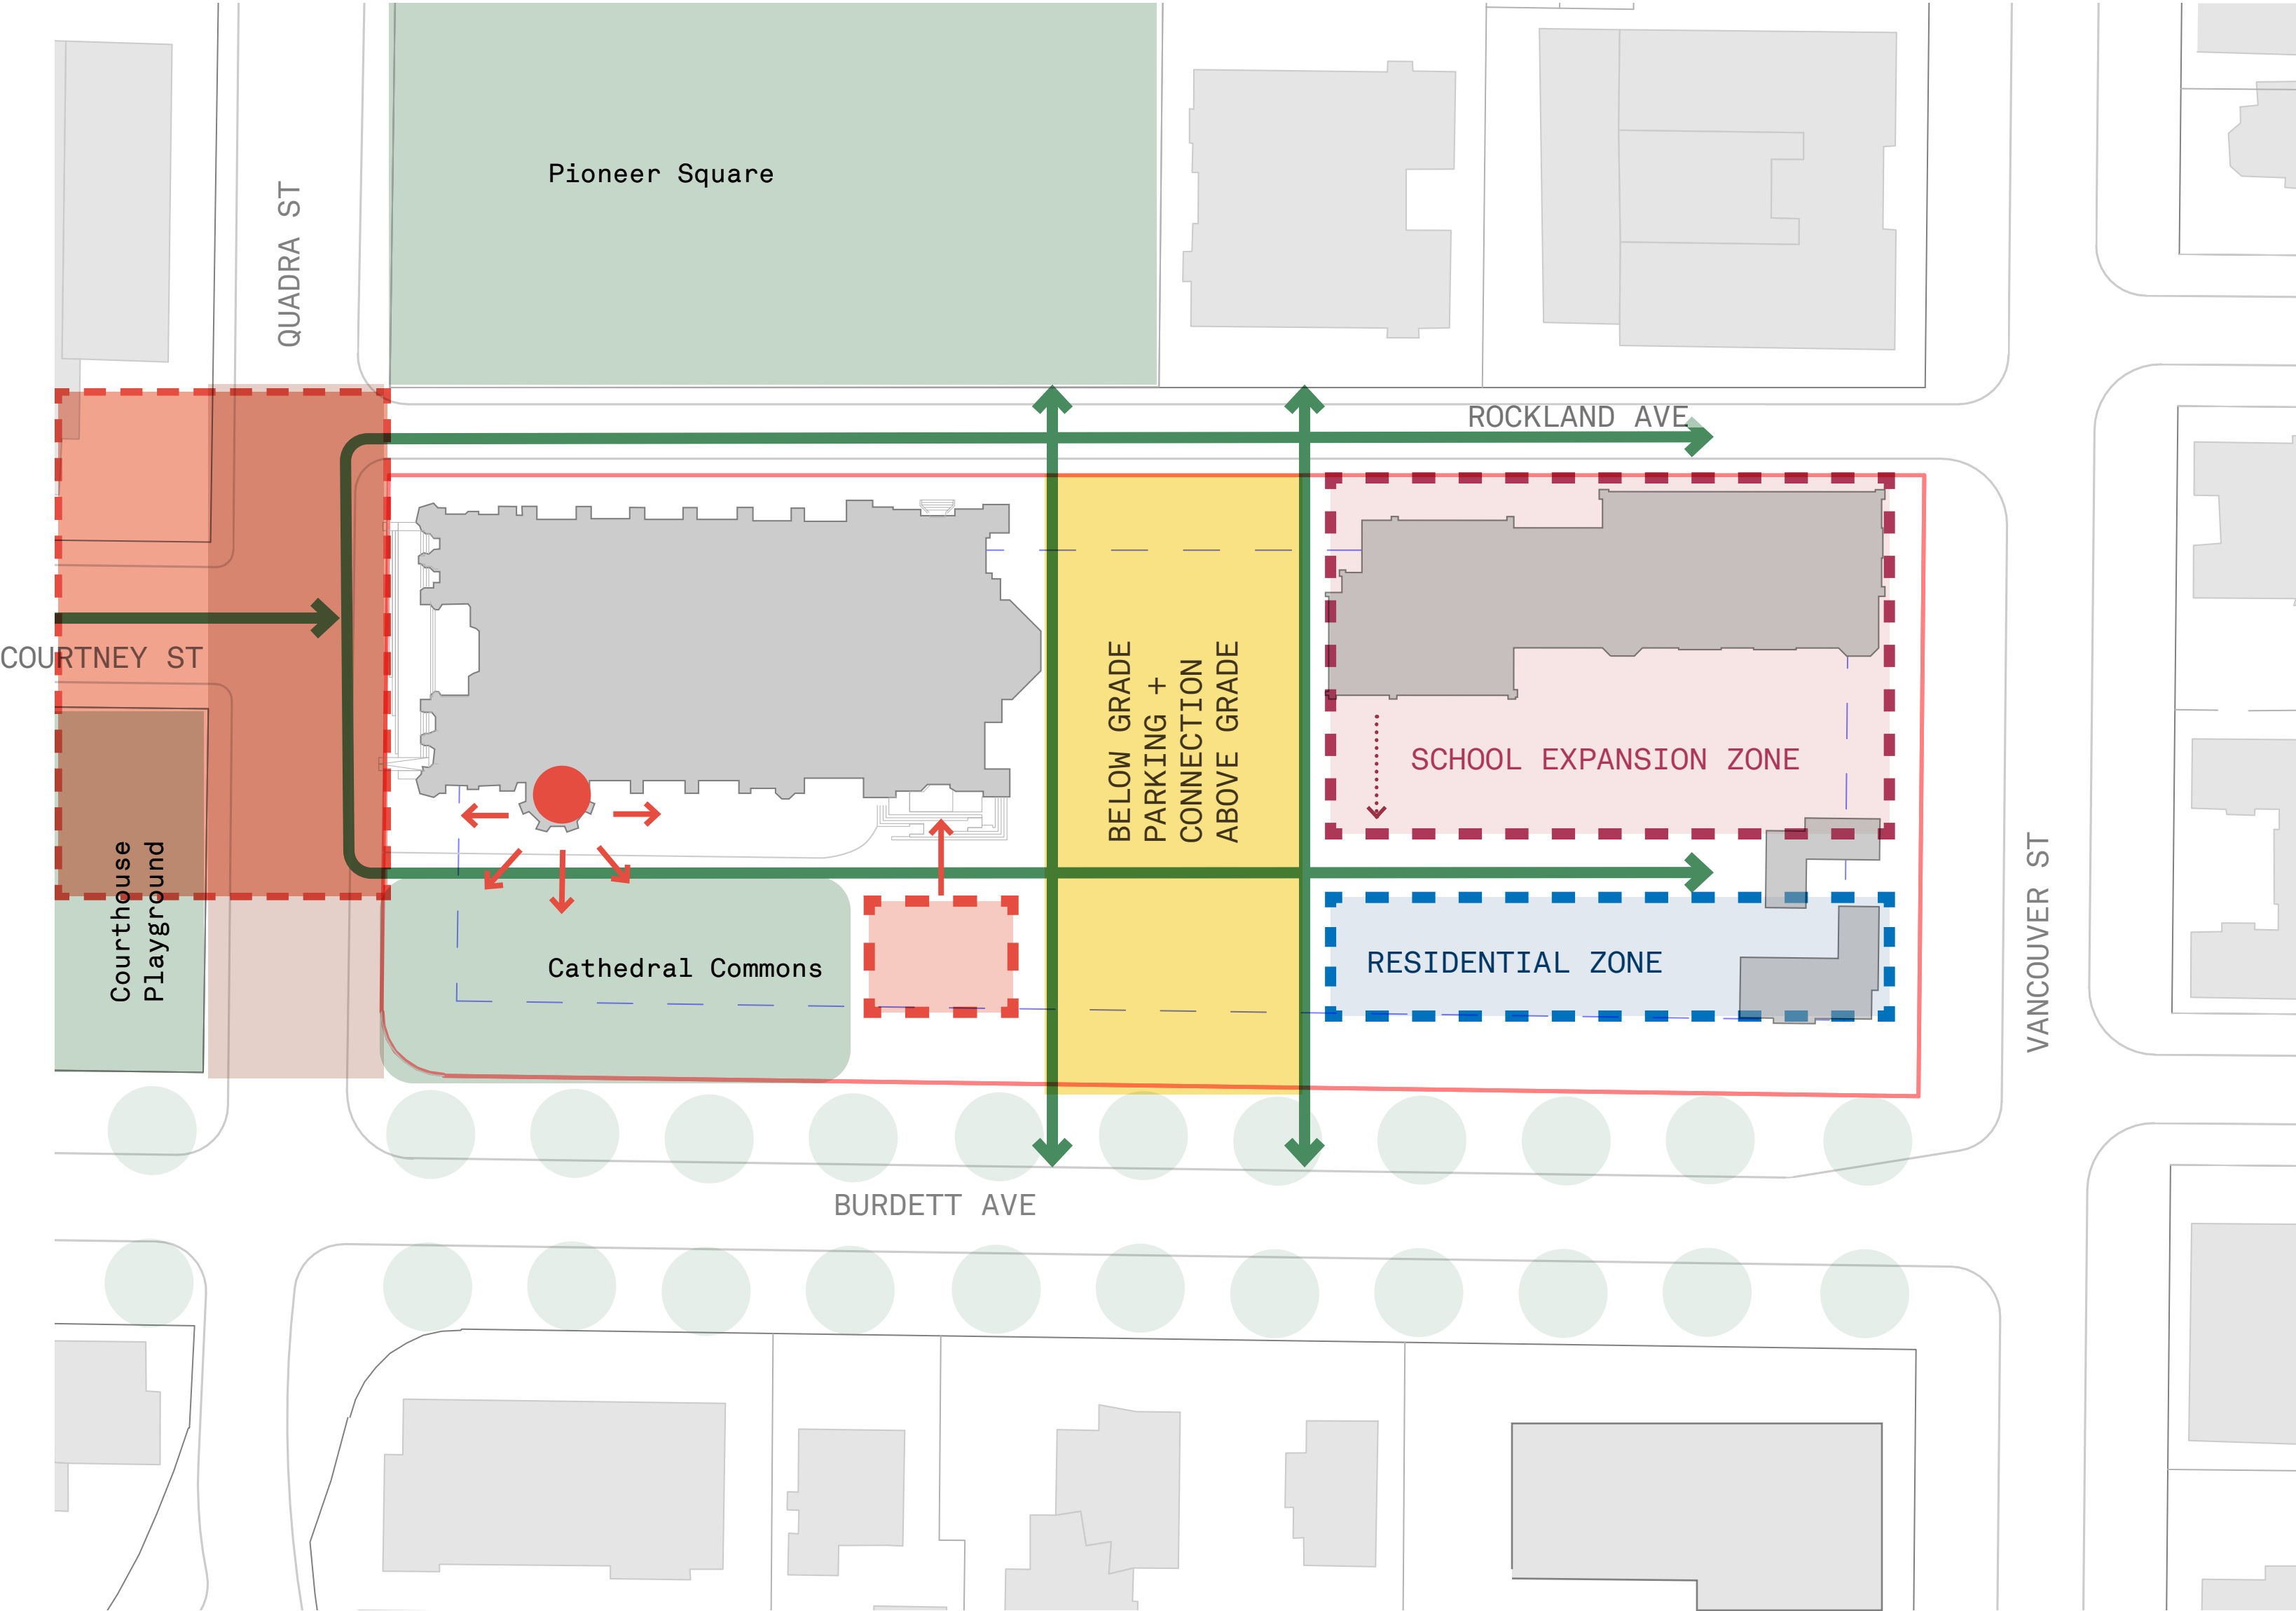 Pioneer Square
QUADRA ST
ROCKLAND AVE
COURTNEY ST
BELOW GRADE
PARKING +
CONNECTION
ABOVE GRADE
SCHOOL EXPANSION ZONE
Courthouse
Playground
Cathedral Commons
RESIDENTIAL ZONE
VANCOUVER ST
BURDETT AVE